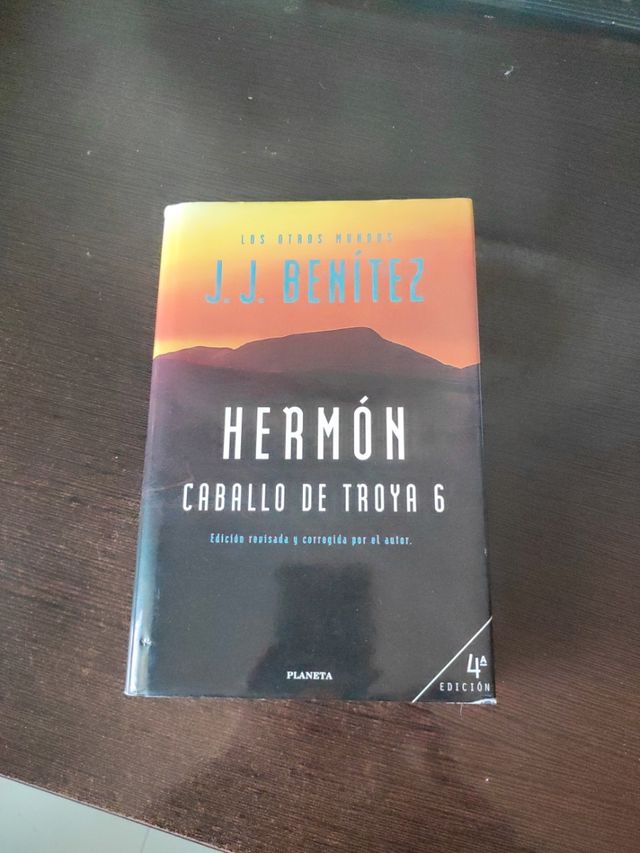 LOS OTROS MUNDOS
J. J. BENÍTEZ
HERMÓN
CABALLO DE TROYA 6
Edición revisada y corregida por el autor.
PLANETA
4ª
EDICIÓN